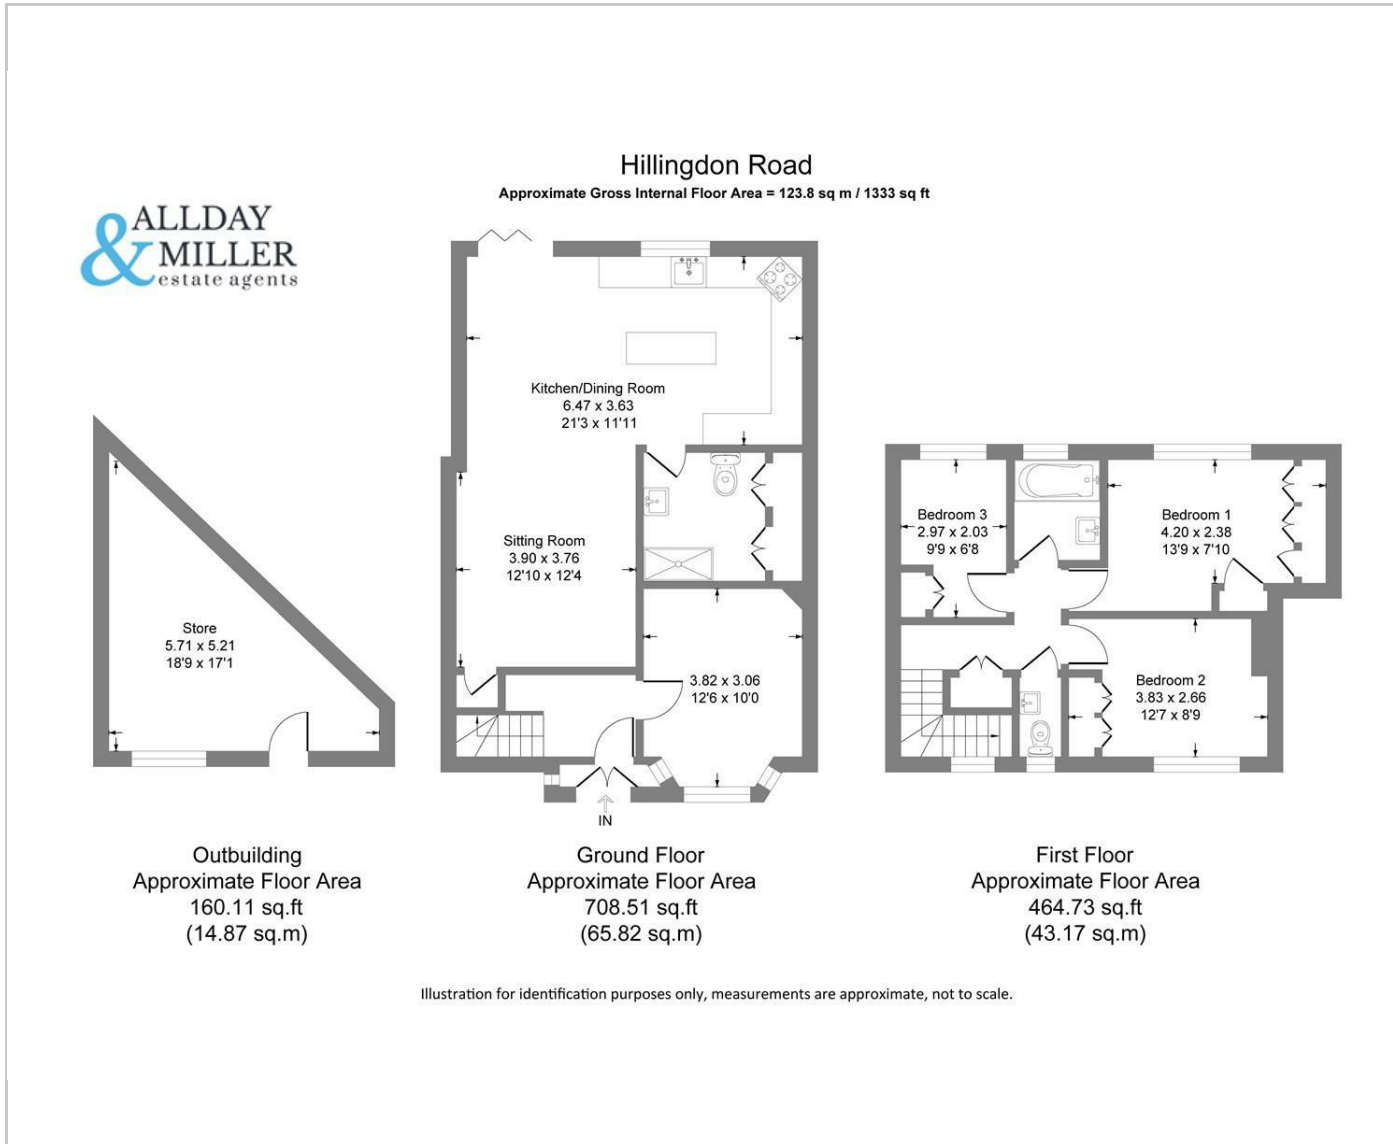 Hillingdon Road
Approximate Gross Internal Floor Area = 123.8 sq m / 1333 sq ft
ALLDAY
& MILLER
estate agents
Kitchen/Dining Room
6.47 x 3.63
21'3 x 11'11
Sitting Room
3.90 x 3.76
12'10 x 12'4
3.82 x 3.06
12'6 x 10'0
IN
Store
5.71 x 5.21
18'9 x 17'1
Bedroom 3
2.97 x 2.03
9'9 x 6'8
Bedroom 1
4.20 x 2.38
13'9 x 7'10
Bedroom 2
3.83 x 2.66
12'7 x 8'9
Outbuilding
Approximate Floor Area
160.11 sq.ft
(14.87 sq.m)
Ground Floor
Approximate Floor Area
708.51 sq.ft
(65.82 sq.m)
First Floor
Approximate Floor Area
464.73 sq.ft
(43.17 sq.m)
Illustration for identification purposes only, measurements are approximate, not to scale.